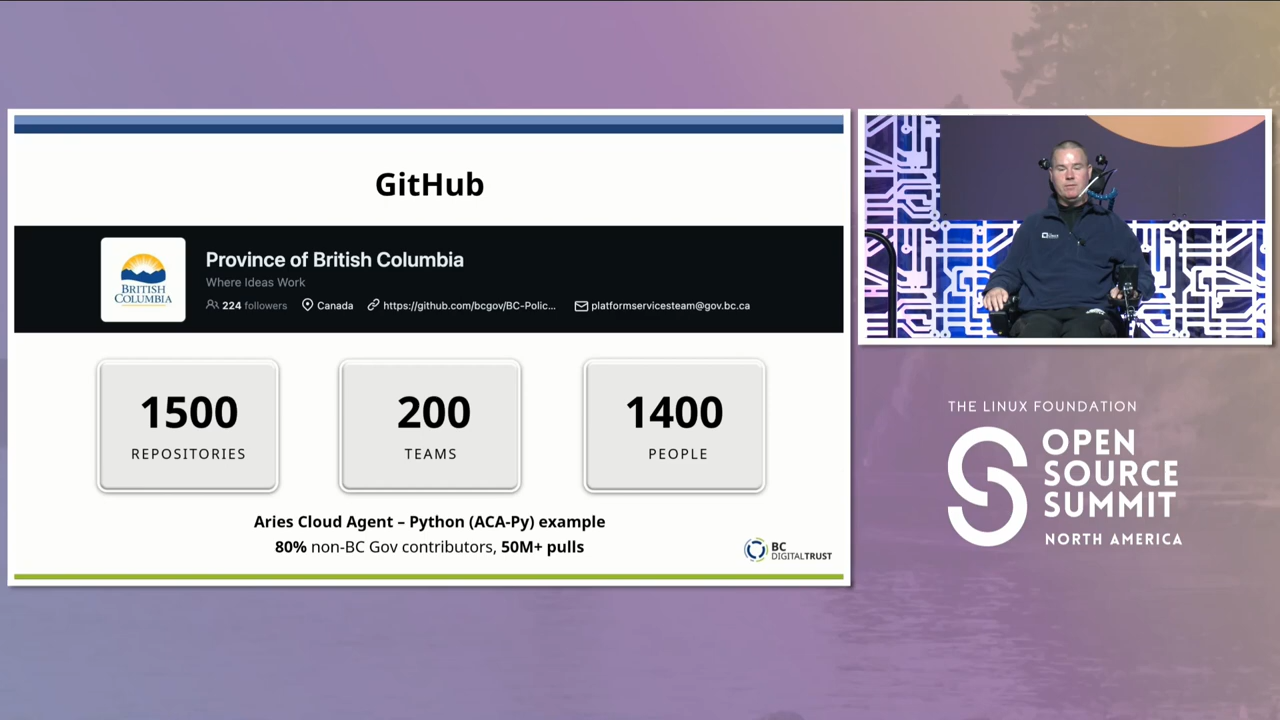 GitHub
BRITISH
COLUMBIA
Province of British Columbia
Where Ideas Work
224 followers
Canada
https://github.com/bcgov/BC-Polic...
platformservicesteam@gov.bc.ca
1500
REPOSITORIES
200
TEAMS
1400
PEOPLE
Aries Cloud Agent – Python (ACA-Py) example
80% non-BC Gov contributors, 50M+ pulls
BC
DIGITALTRUST
THE LINUX FOUNDATION
OPEN
SOURCE
SUMMIT
NORTH AMERICA